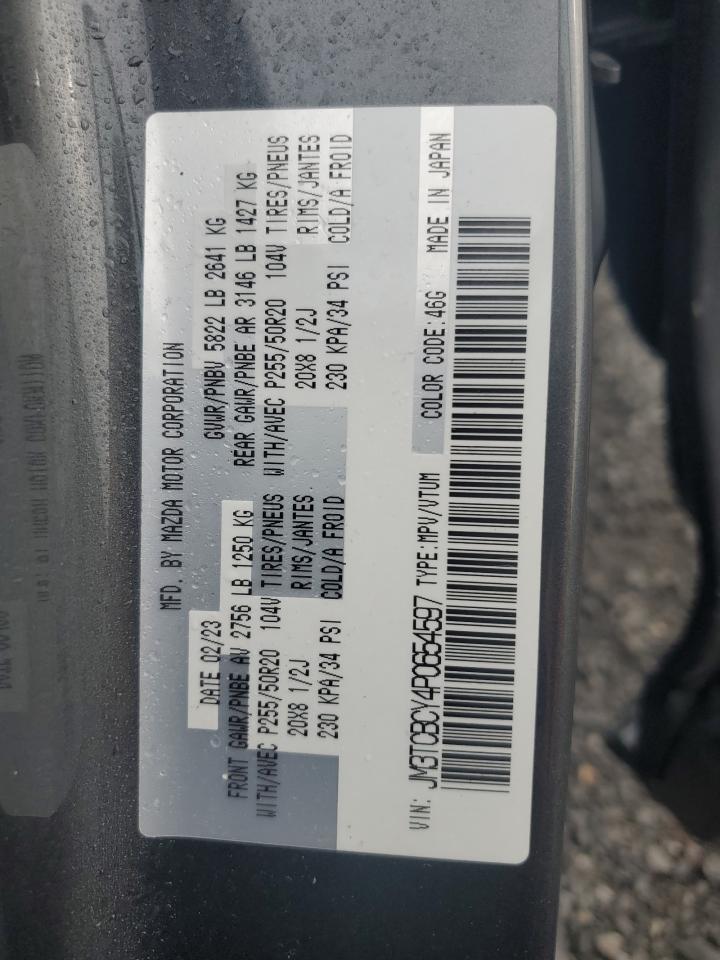 MFD. BY MAZDA MOTOR CORPORATION
DATE 02/23 GVWR/PNBV 5822 LB 2641 KG
FRONT GAWR/PNBE AV 2756 LB 1250 KG REAR GAWR/PNBE AR 3146 LB 1427 KG
WITH/AVEC P255/50R20 104V TIRES/PNEUS WITH/AVEC P255/50R20 104V TIRES/PNEUS
20X8 1/2J RIMS/JANTES 20X8 1/2J RIMS/JANTES
230 KPA/34 PSI COLD/A FROID 230 KPA/34 PSI COLD/A FROID
VIN: JM3TCBCY4P0654597 TYPE:MPV/VTUM COLOR CODE:46G MADE IN JAPAN